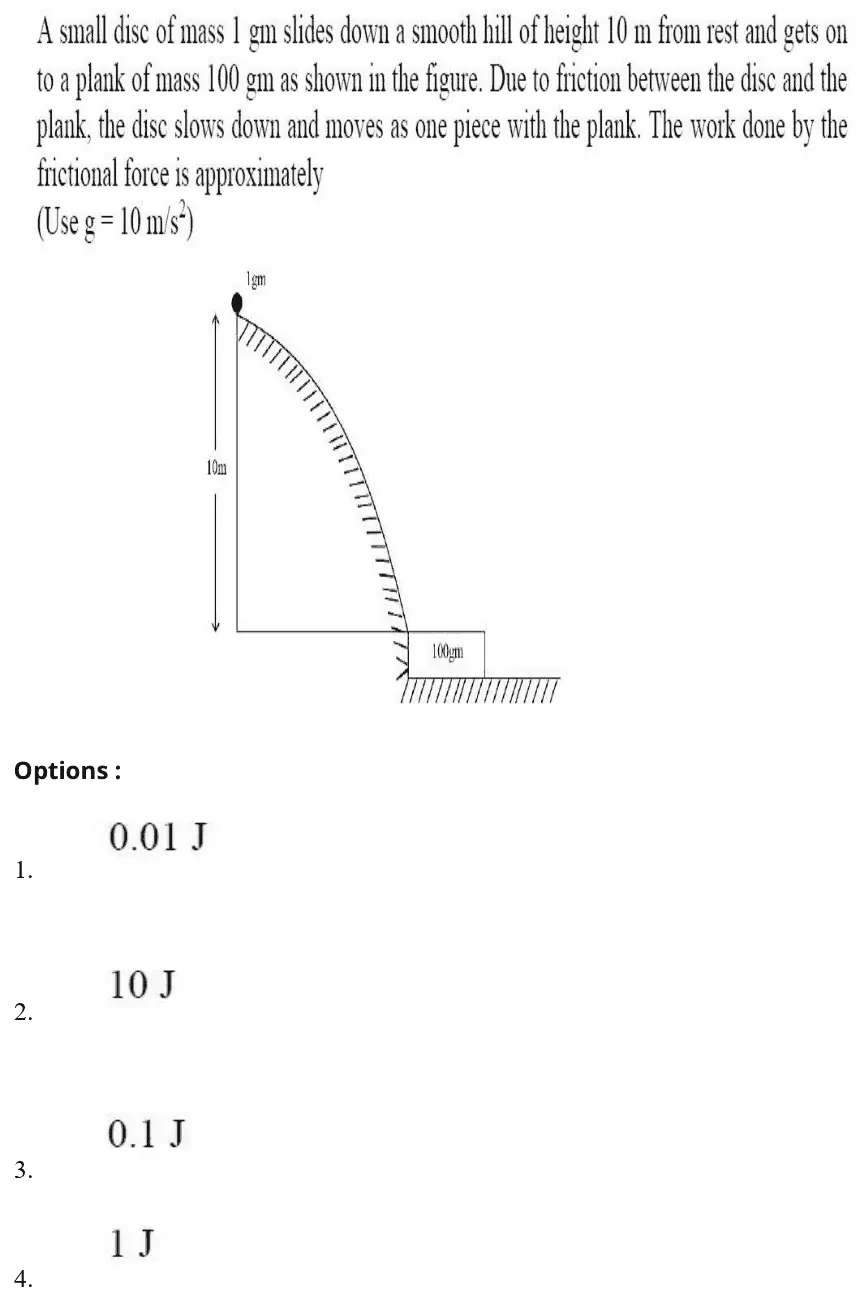 A small disc of mass 1 gm slides down a smooth hill of height 10 m from rest and gets on
to a plank of mass 100 gm as shown in the figure. Due to friction between the disc and the
plank, the disc slows down and moves as one piece with the plank. The work done by the
frictional force is approximately
(Use g = 10 m/s²)
1gm
10m
100gm
Options :
0.01 J
1.
10 J
2.
0.1 J
3.
1 J
4.